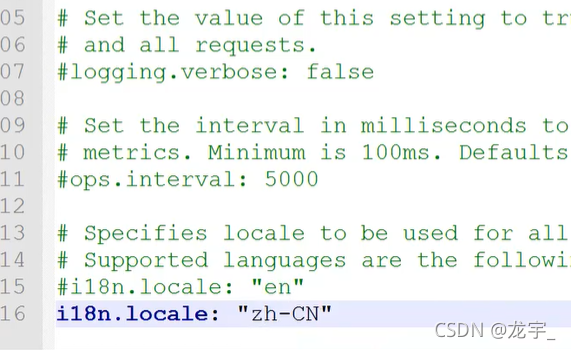 05 # Set the value of this setting to
06 # and all requests.
07 #logging.verbose: false
08
09 # Set the interval in milliseconds to
10 # metrics. Minimum is 100ms. Defaults
11 #ops.interval: 5000
12
13 # Specifies locale to be used for all
14 # Supported languages are the
15 #i18n.locale: "en"
16 i18n.locale: "zh-CN"
CSDN @龙宇_